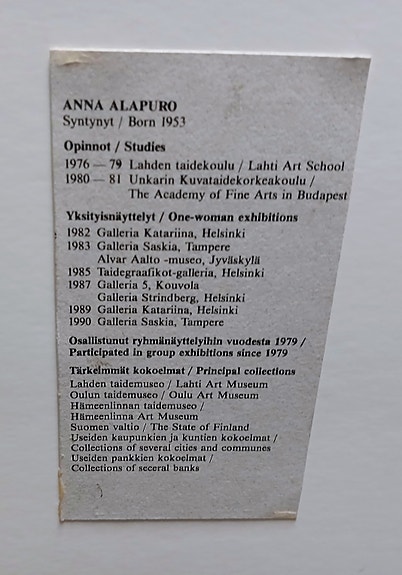 ANNA ALAPURO
Syntynyt / Born 1953
Opinnot / Studies
1976 — 79 Lahden taidekoulu / Lahti Art School
1980 — 81 Unkarin Kuvataidekorkeakoulu /
The Academy of Fine Arts in Budapest
Yksityisnäyttelyt / One-woman exhibitions
1982 Galleria Katariina, Helsinki
1983 Galleria Saskia, Tampere
Alvar Aalto -museo, Jyväskylä
1985 Taidegraafikot-galleria, Helsinki
1987 Galleria 5, Kouvola
Galleria Strindberg, Helsinki
1989 Galleria Katariina, Helsinki
1990 Galleria Saskia, Tampere
Osallistunut ryhmänäyttelyihin vuodesta 1979 /
Participated in group exhibitions since 1979
Tärkeimmät kokoelmat / Principal collections
Lahden taidemuseo / Lahti Art Museum
Oulun taidemuseo / Oulu Art Museum
Hämeenlinnan taidemuseo /
Hämeenlinna Art Museum
Suomen valtio / The State of Finland
Useiden kaupunkien ja kuntien kokoelmat /
Collections of several cities and communes
Useiden pankkien kokoelmat /
Collections of seceral banks